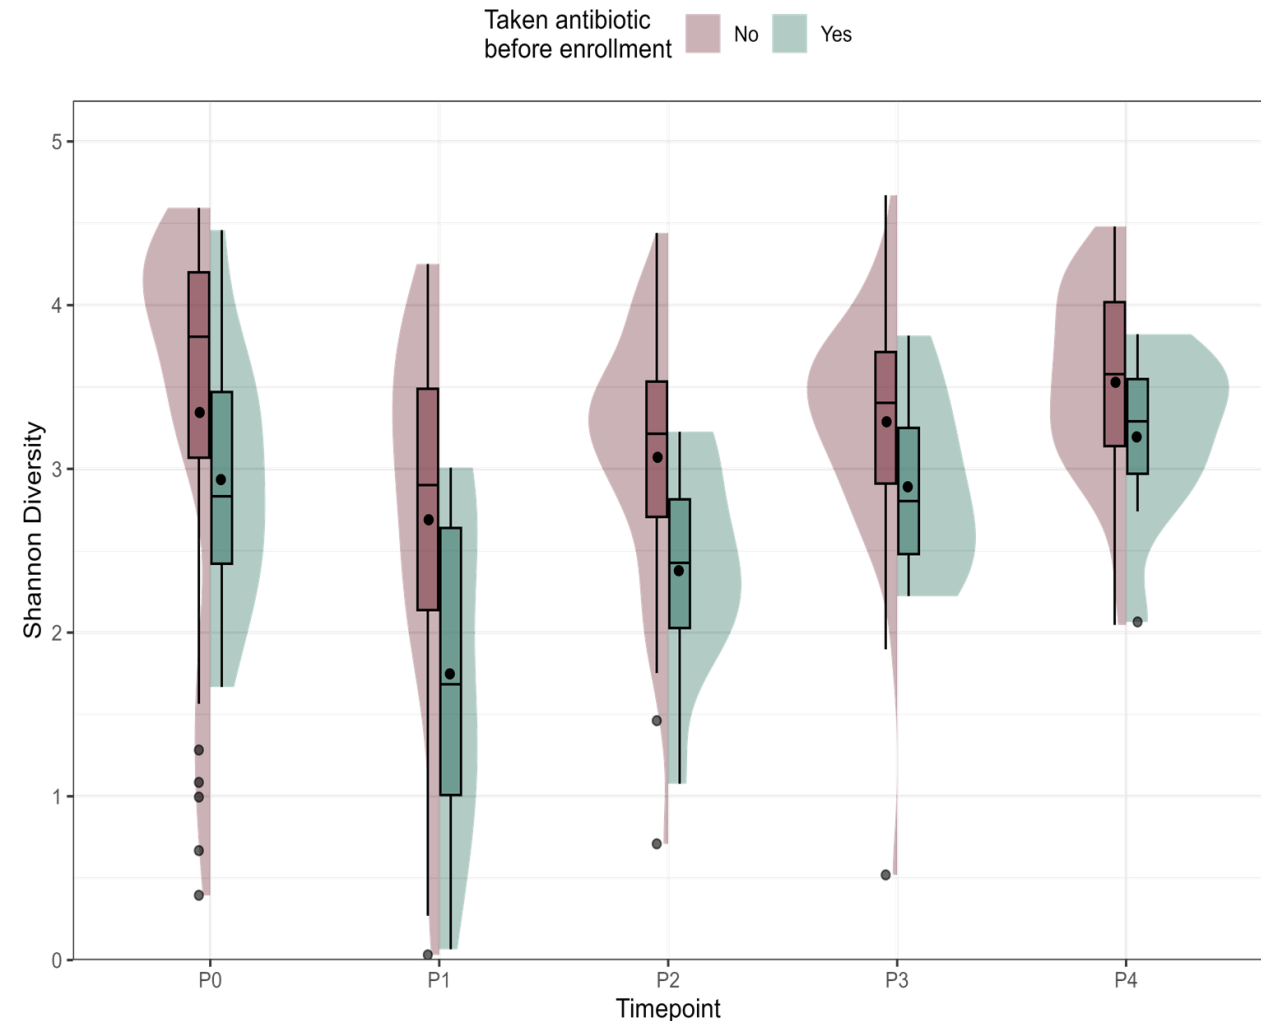 Taken antibiotic
before enrollment
No
Yes
5
4
3
2
1
0
Shannon Diversity
P0
P1
P2
P3
P4
Timepoint